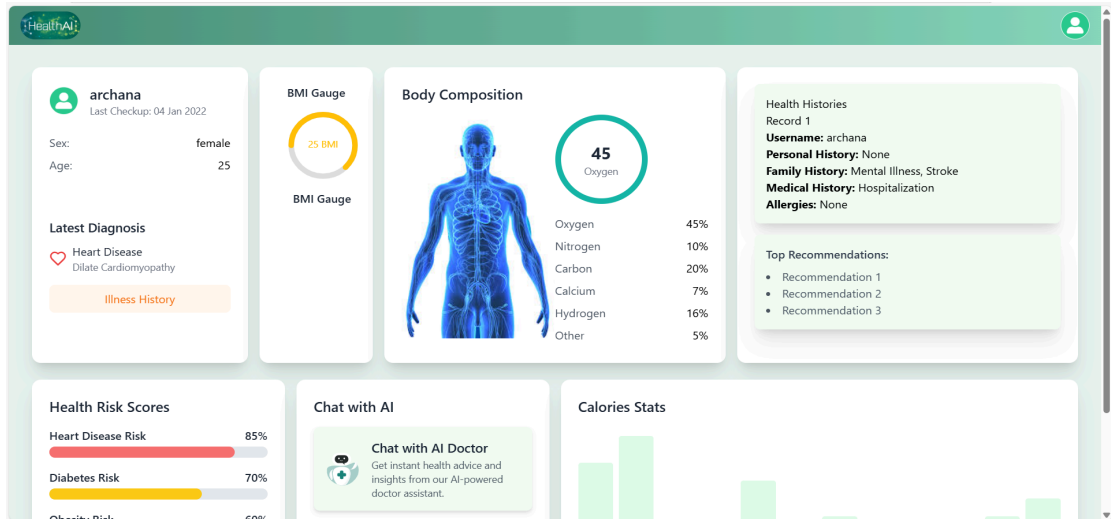 HealthAI
archana
Last Checkup: 04 Jan 2022
Sex: female
Age: 25
Latest Diagnosis
Heart Disease
Dilate Cardiomyopathy
Illness History
BMI Gauge
25 BMI
BMI Gauge
Body Composition
45
Oxygen
Oxygen 45%
Nitrogen 10%
Carbon 20%
Calcium 7%
Hydrogen 16%
Other 5%
Health Histories
Record 1
Username: archana
Personal History: None
Family History: Mental Illness, Stroke
Medical History: Hospitalization
Allergies: None
Top Recommendations:
• Recommendation 1
• Recommendation 2
• Recommendation 3
Health Risk Scores
Heart Disease Risk 85%
Diabetes Risk 70%
Obesity Risk 60%
Chat with AI
Chat with AI Doctor
Get instant health advice and
insights from our AI-powered
doctor assistant.
Calories Stats